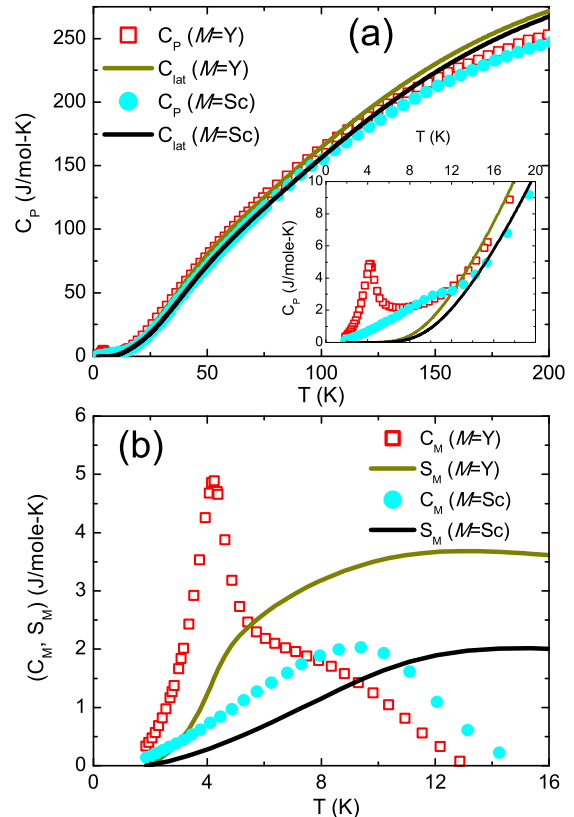 (a)
C_P (M=Y)
C_lat (M=Y)
C_P (M=Sc)
C_lat (M=Sc)
C_P (J/mol-K)
250
200
150
100
50
0
0 50 100 150 200
T (K)
T (K)
0 4 8 12 16 20
C_P (J/mole-K)
10
8
6
4
2
0
(b)
C_M (M=Y)
S_M (M=Y)
C_M (M=Sc)
S_M (M=Sc)
(C_M, S_M) (J/mole-K)
6
5
4
3
2
1
0
0 4 8 12 16
T (K)